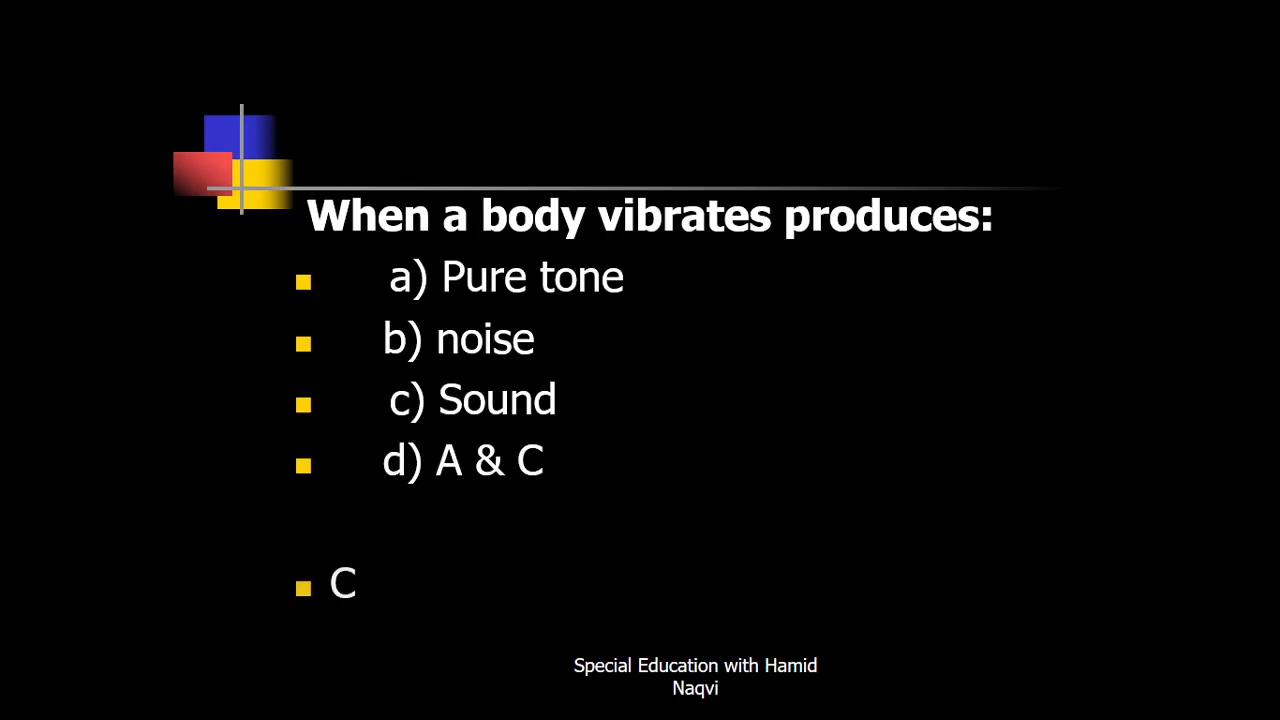 When a body vibrates produces:
a) Pure tone
b) noise
c) Sound
d) A & C
C
Special Education with Hamid
Naqvi